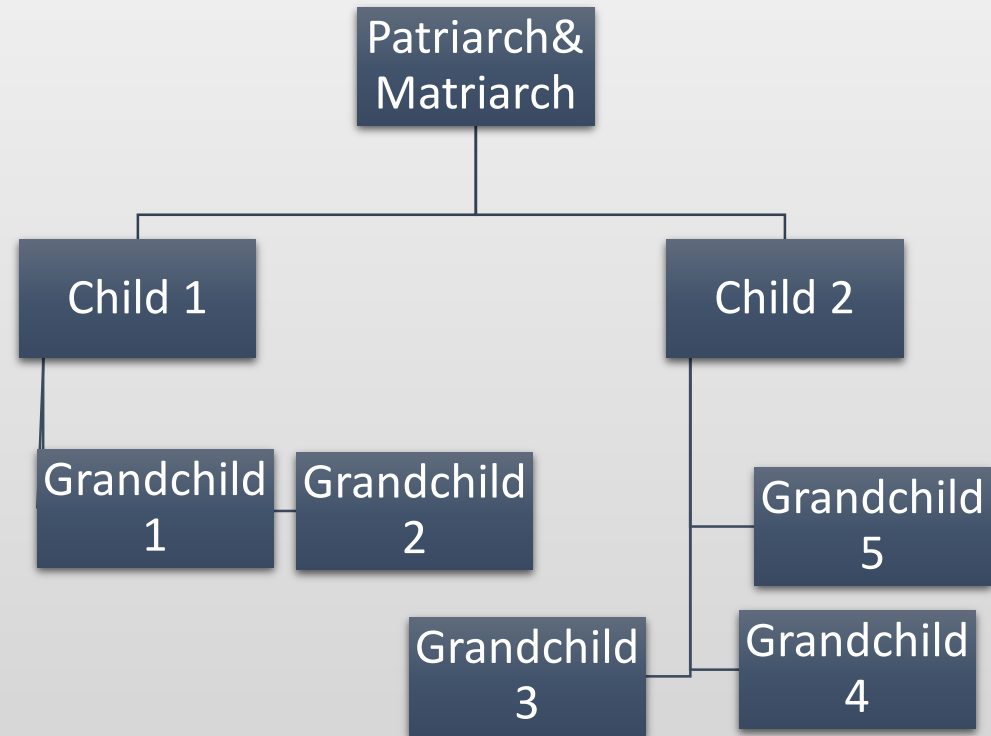 Patriarch&
Matriarch
Child 1
Child 2
Grandchild
1
Grandchild
2
Grandchild
5
Grandchild
3
Grandchild
4